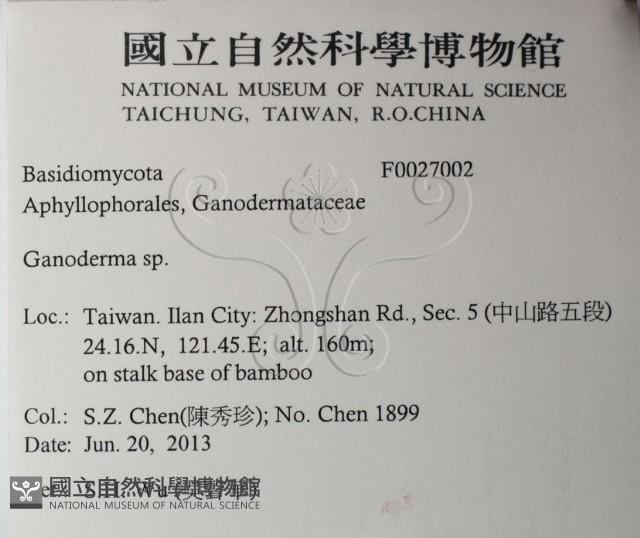 國立自然科學博物館
NATIONAL MUSEUM OF NATURAL SCIENCE
TAICHUNG, TAIWAN, R.O.CHINA
Basidiomycota F0027002
Aphyllophorales, Ganodermataceae
Ganoderma sp.
Loc.: Taiwan. Ilan City: Zhongshan Rd., Sec. 5 (中山路五段)
24.16.N, 121.45.E; alt. 160m;
on stalk base of bamboo
Col.: S.Z. Chen(陳秀珍); No. Chen 1899
Date: Jun. 20, 2013
S.H. Wu
國立自然科學博物館
NATIONAL MUSEUM OF NATURAL SCIENCE